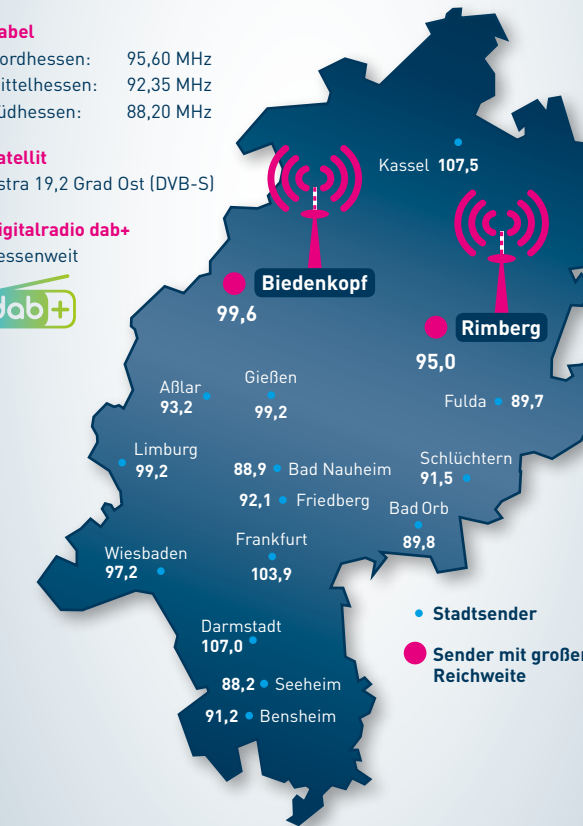 abel
ordhessen: 95,60 MHz
ittelhessen: 92,35 MHz
üdhessen: 88,20 MHz
atellit
stra 19,2 Grad Ost (DVB-S)
igitalradio dab+
essenweit
dab+
Kassel 107,5
Biedenkopf
99,6
Rimberg
95,0
Aßlar
93,2
Gießen
99,2
Fulda 89,7
Limburg
99,2
88,9 Bad Nauheim
Schlüchtern
91,5
92,1 Friedberg
Bad Orb
89,8
Frankfurt
103,9
Wiesbaden
97,2
Darmstadt
107,0
88,2 Seeheim
91,2 Bensheim
Stadtsender
Sender mit großer
Reichweite